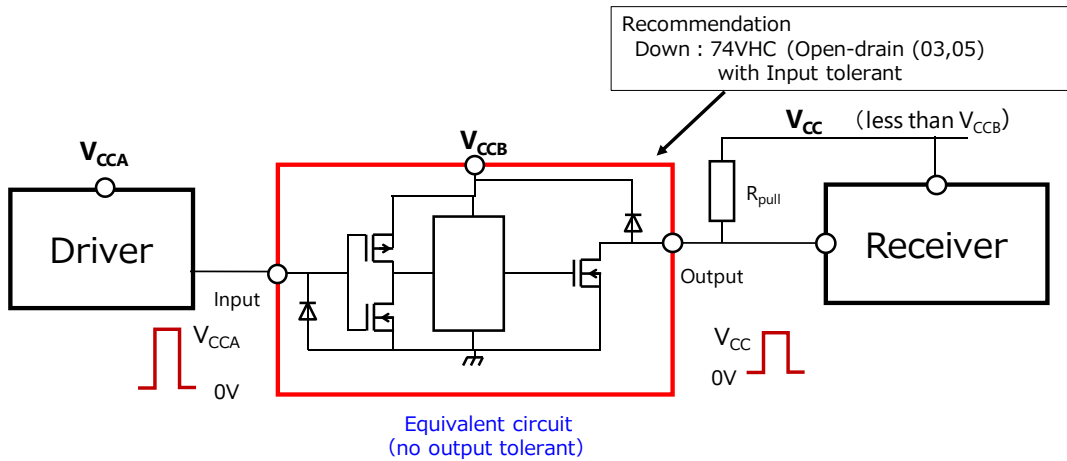 Recommendation
Down : 74VHC (Open-drain (03,05)
with Input tolerant
VCC (less than VCCB)
VCCA
VCCB
Rpull
Driver
Receiver
Input
Output
VCCA
0V
VCC
0V
Equivalent circuit
(no output tolerant)